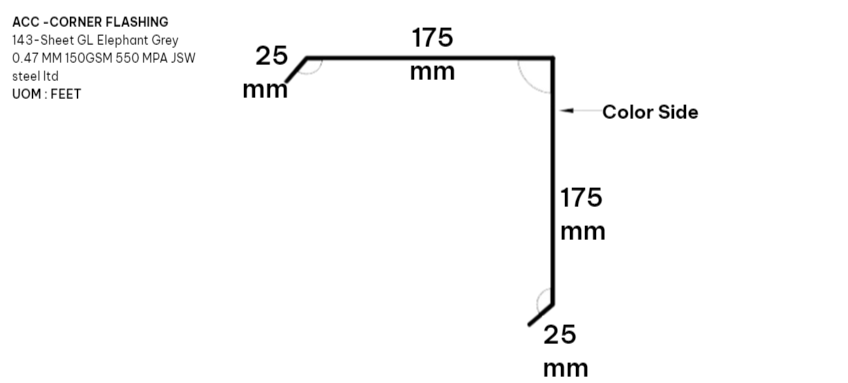 ACC -CORNER FLASHING
143-Sheet GL Elephant Grey
0.47 MM 150GSM 550 MPA JSW
steel ltd
UOM : FEET
25
mm
175
mm
Color Side
175
mm
25
mm